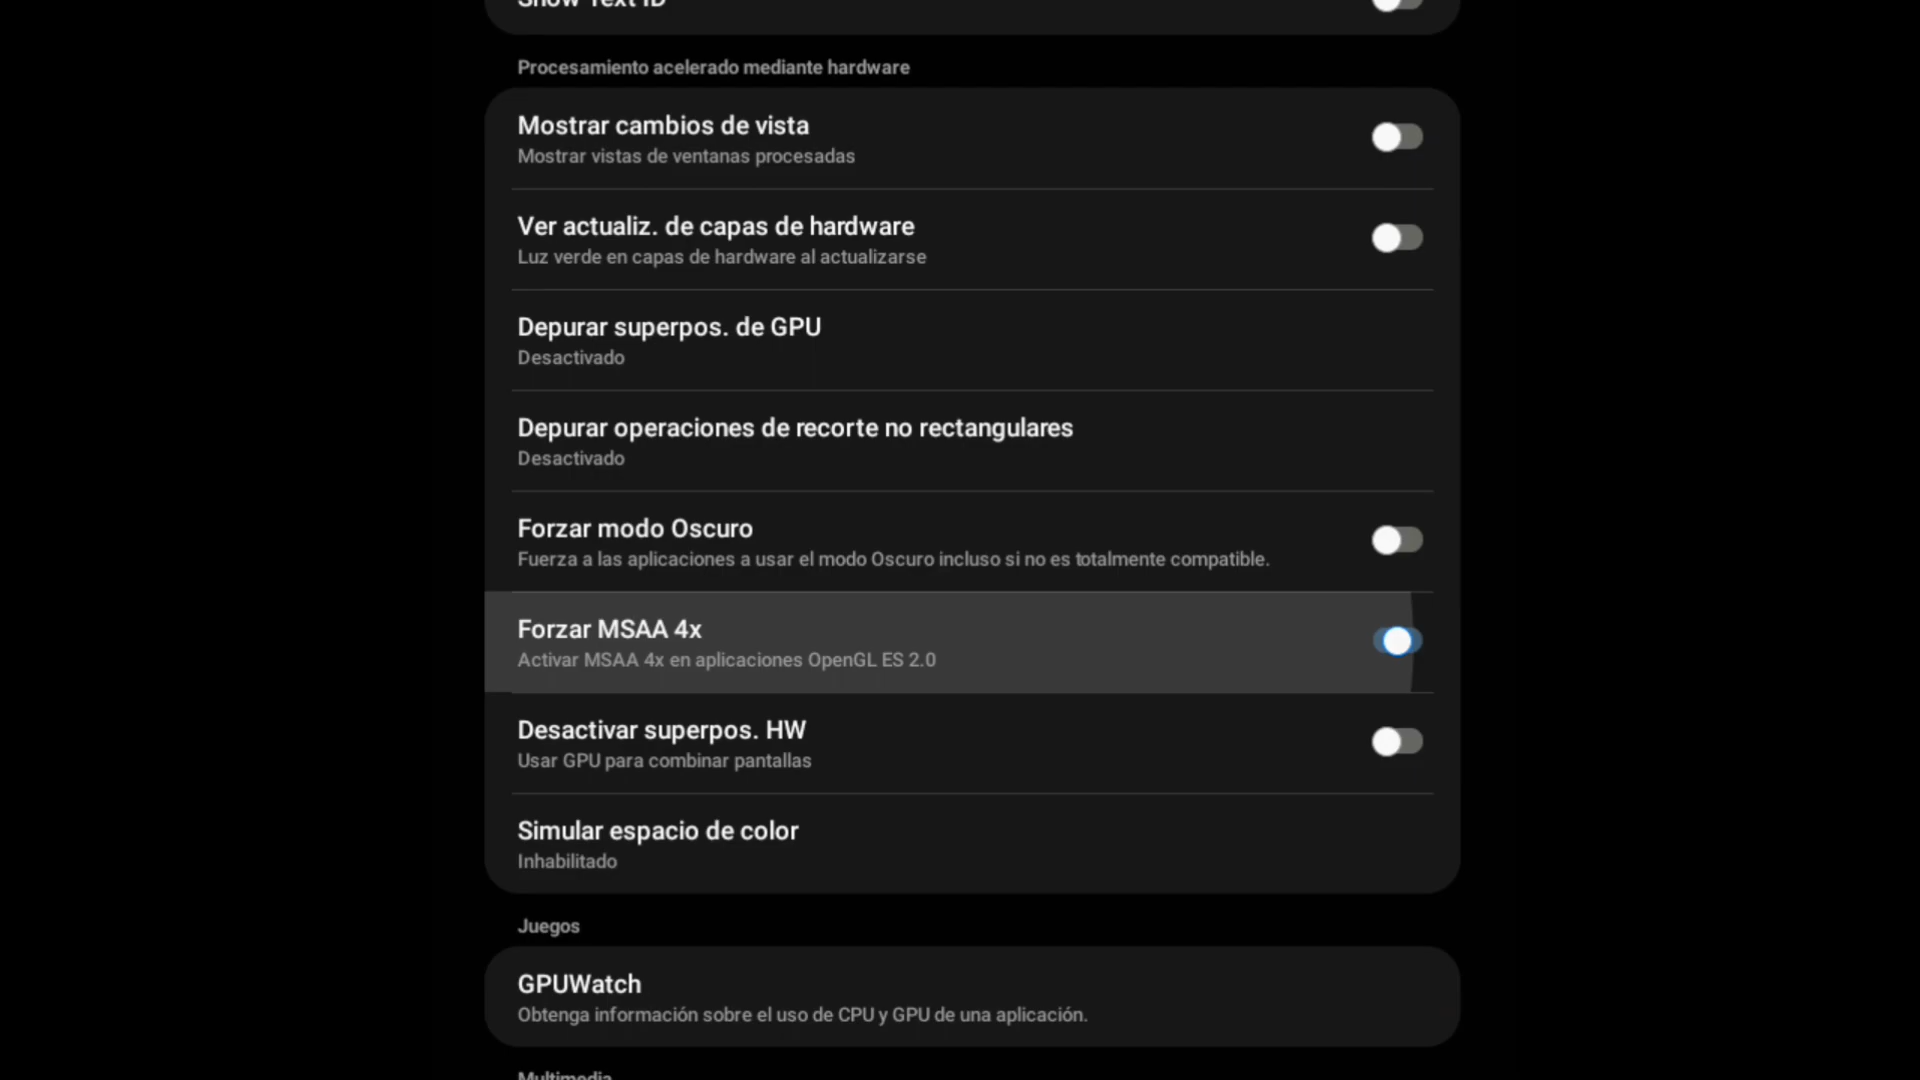 Show Text ID
Procesamiento acelerado mediante hardware
Mostrar cambios de vista
Mostrar vistas de ventanas procesadas
Ver actualiz. de capas de hardware
Luz verde en capas de hardware al actualizarse
Depurar superpos. de GPU
Desactivado
Depurar operaciones de recorte no rectangulares
Desactivado
Forzar modo Oscuro
Fuerza a las aplicaciones a usar el modo Oscuro incluso si no es totalmente compatible.
Forzar MSAA 4x
Activar MSAA 4x en aplicaciones OpenGL ES 2.0
Desactivar superpos. HW
Usar GPU para combinar pantallas
Simular espacio de color
Inhabilitado
Juegos
GPUWatch
Obtenga información sobre el uso de CPU y GPU de una aplicación.
Multimedia